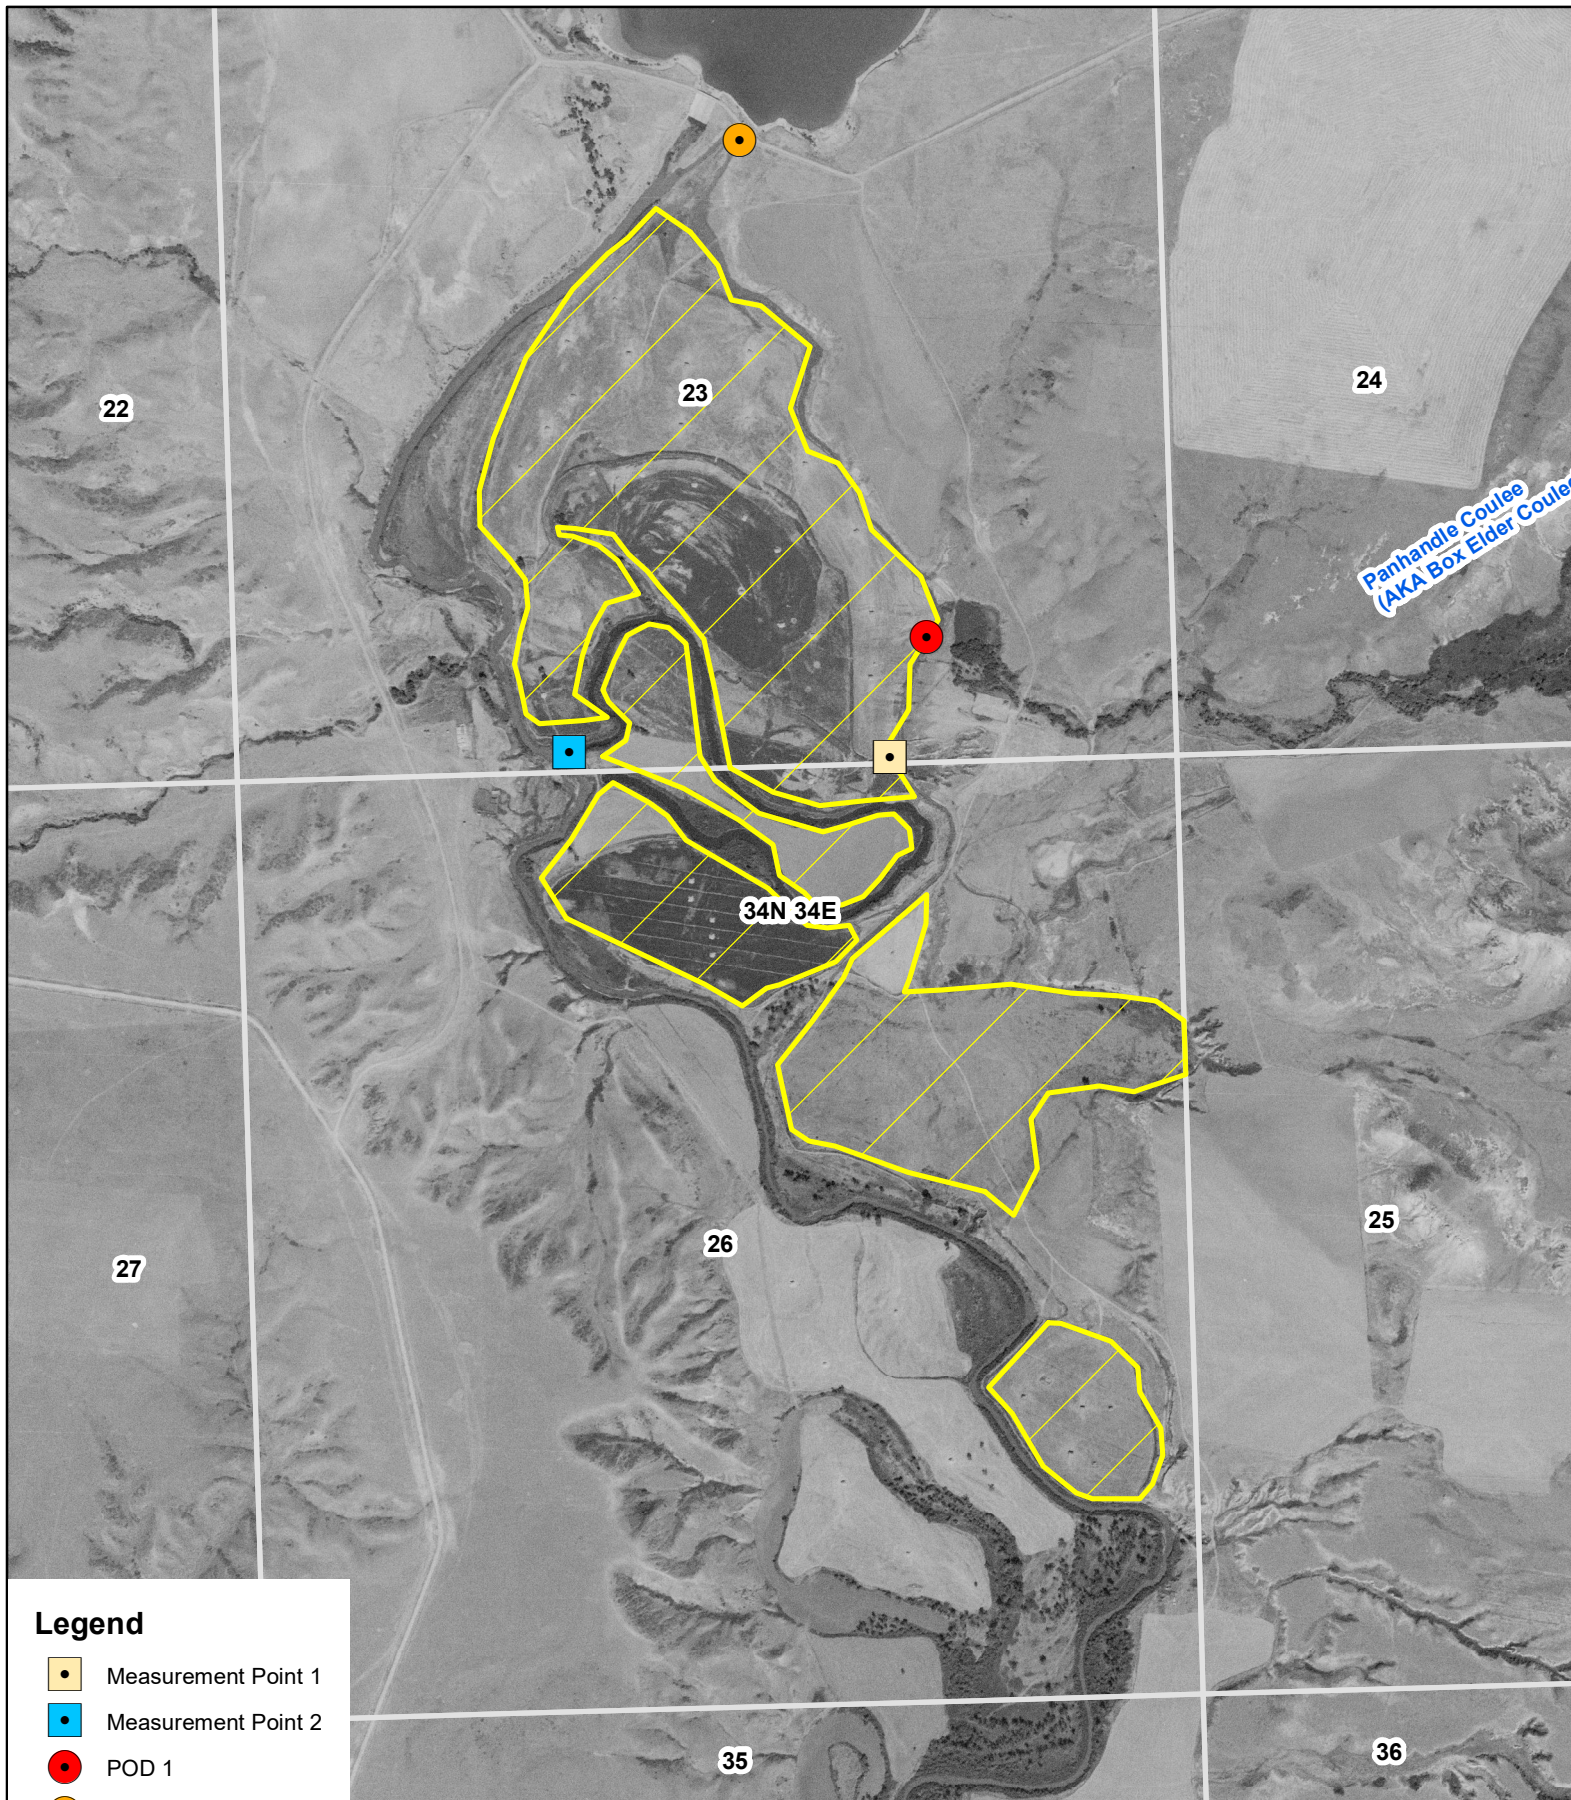 22
23
24
Panhandle Coulee
(AKA Box Elder Coulee
34N 34E
25
26
27
Legend
Measurement Point 1
Measurement Point 2
POD 1
35
36